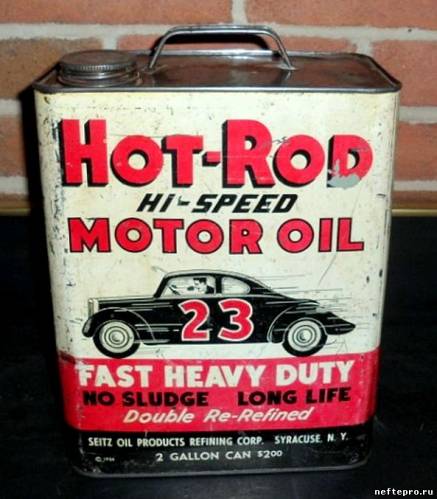 HOT-ROD
HI-SPEED
MOTOR OIL
23
FAST HEAVY DUTY
NO SLUDGE LONG LIFE
Double Re-Refined
SEITZ OIL PRODUCTS REFINING CORP. SYRACUSE, N.Y.
2 GALLON CAN $2.00
neftepro.ru